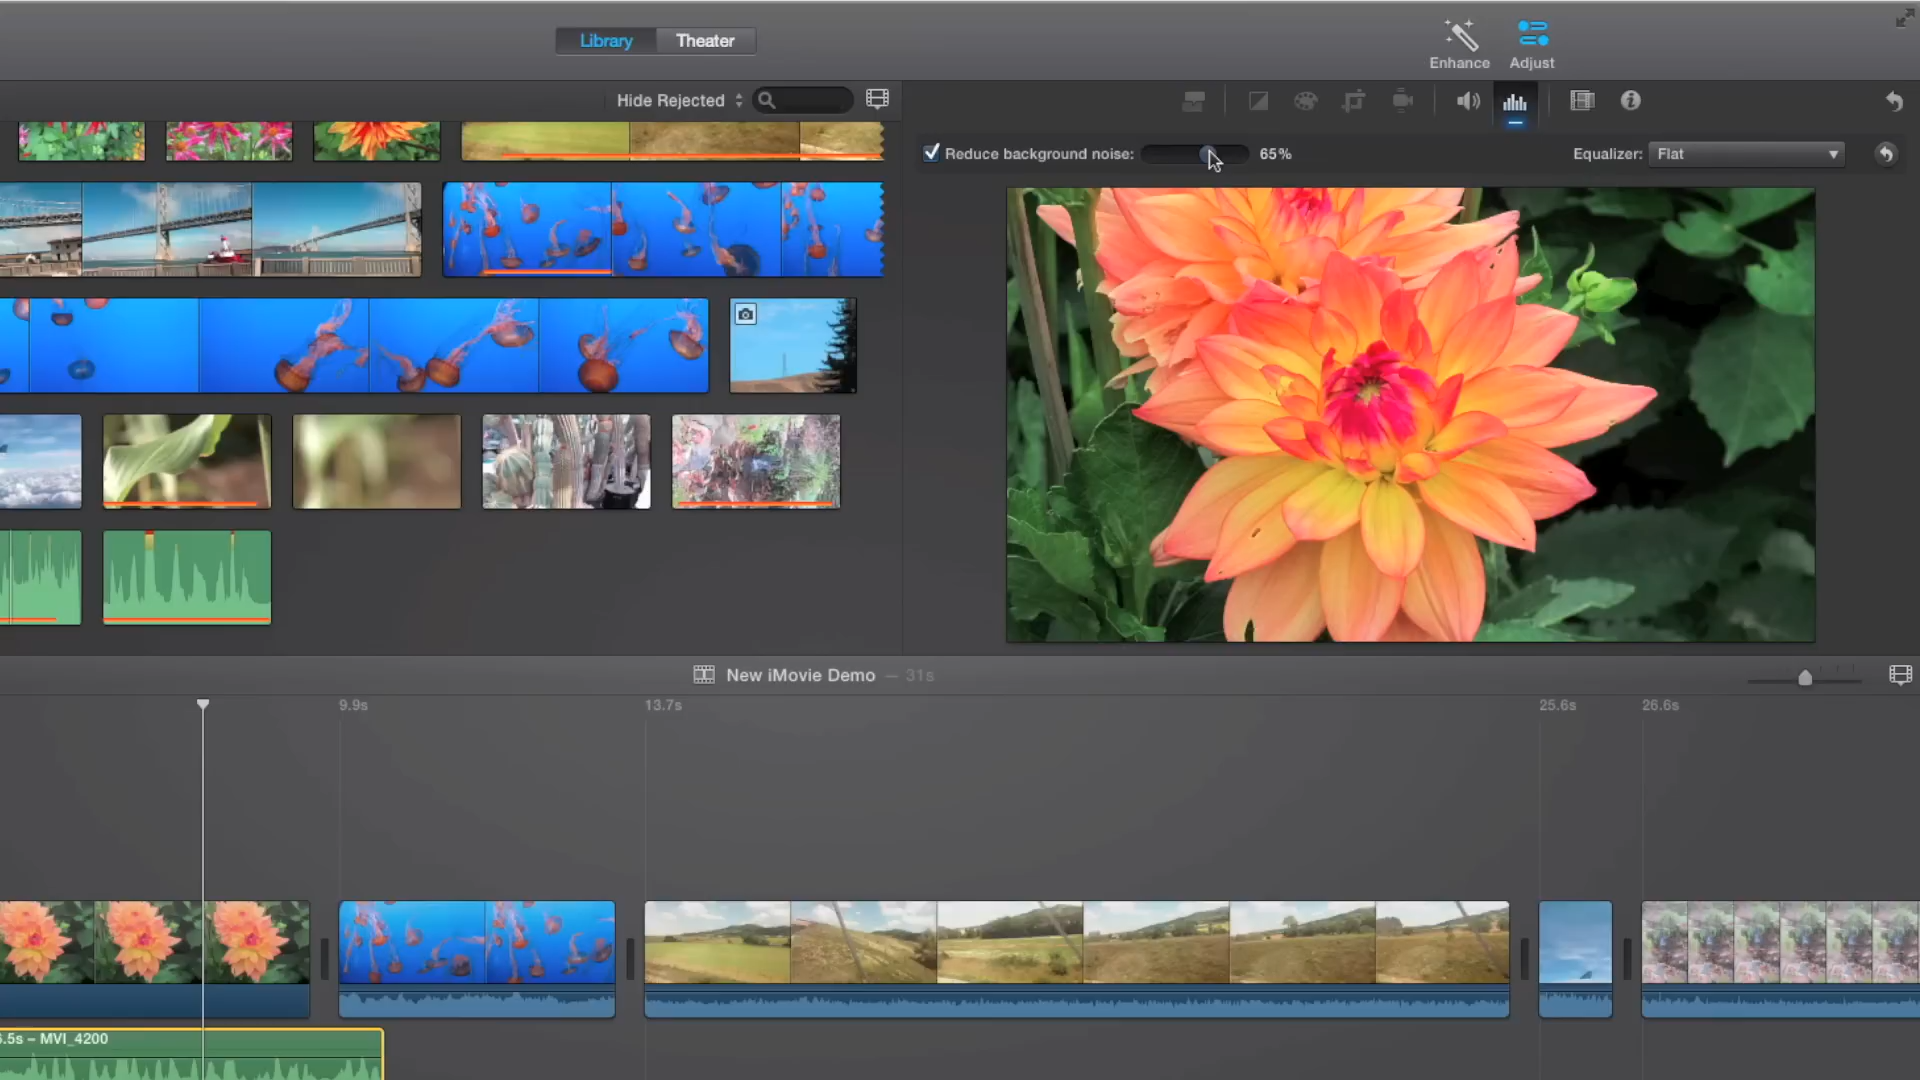 Library Theater
Enhance Adjust
Hide Rejected
Reduce background noise: 65% Equalizer: Flat
New iMovie Demo — 31s
9.9s 13.7s 25.6s 26.6s
6.5s – MVI_4200